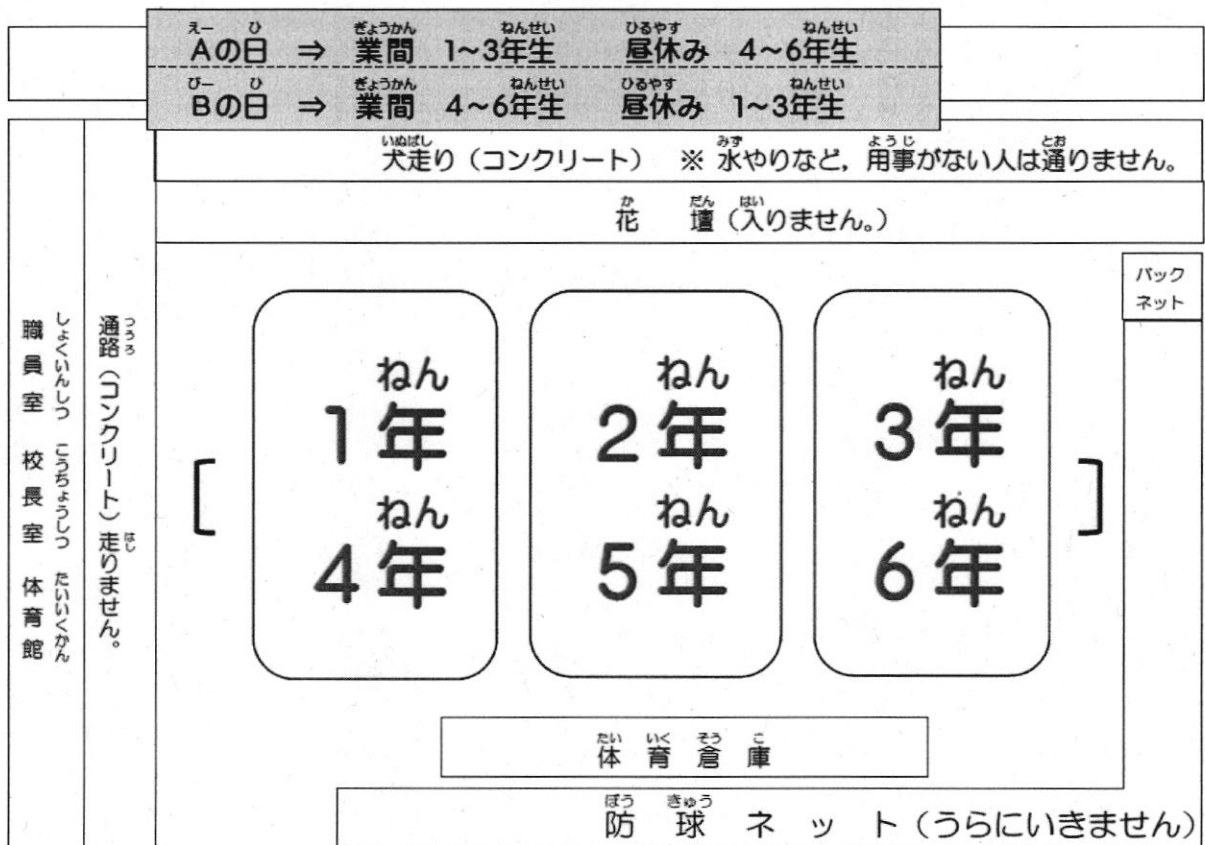 Aの日 ⇒ 業間 1~3年生 昼休み 4~6年生
Bの日 ⇒ 業間 4~6年生 昼休み 1~3年生
犬走り(コンクリート) ※ 水やりなど,用事がない人は通りません。
花壇(入りません。)
バックネット
職員室 校長室 体育館
通路(コンクリート)走りません。
1年
4年
2年
5年
3年
6年
体育倉庫
防球ネット(うらにいきません)